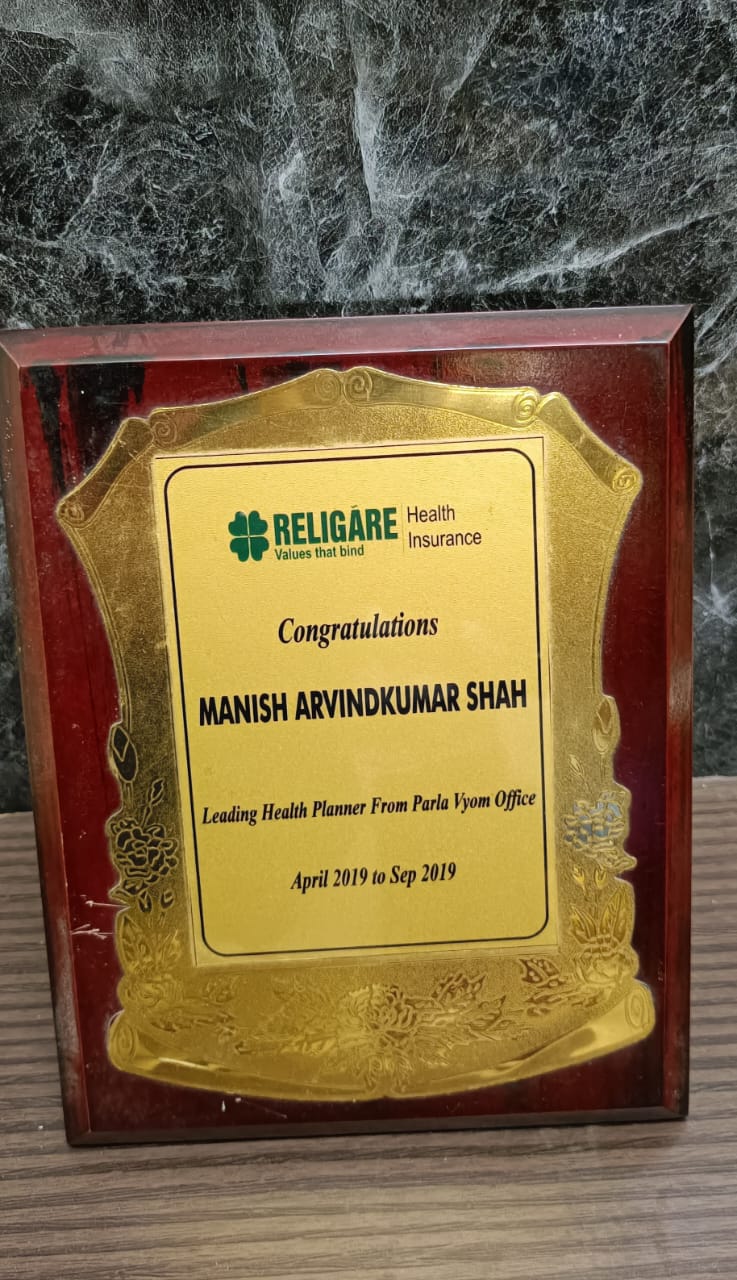 RELIGÁRE
Values that bind
Health
Insurance
Congratulations
MANISH ARVINDKUMAR SHAH
Leading Health Planner From Parla Vyom Office
April 2019 to Sep 2019